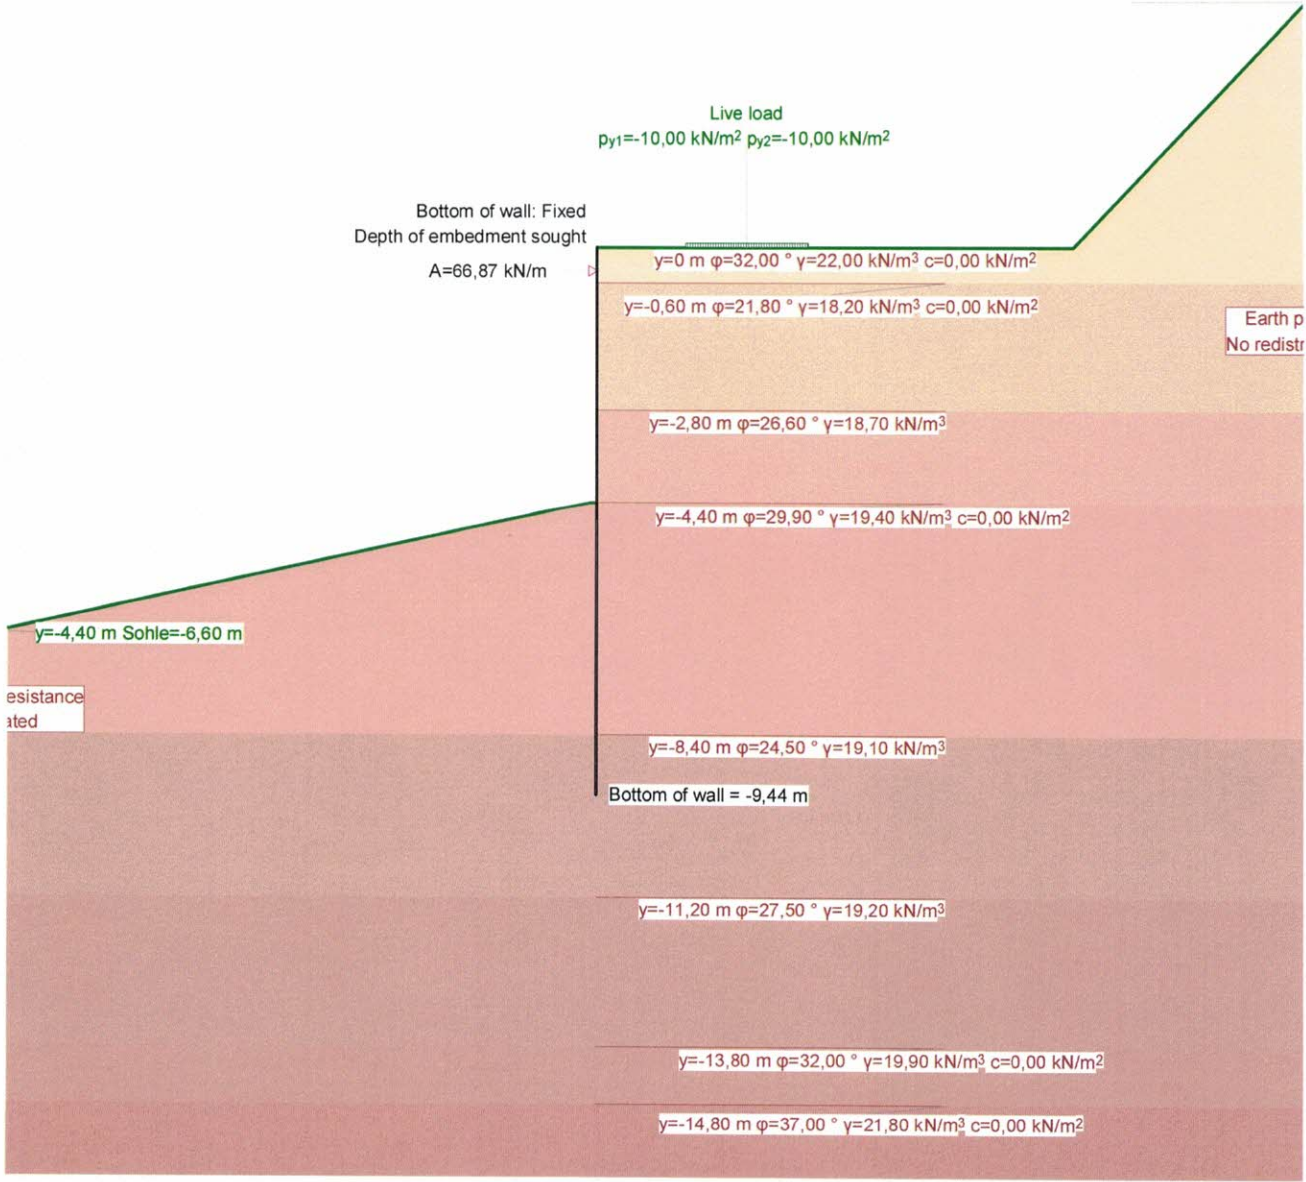 Live load
py1=-10,00 kN/m² py2=-10,00 kN/m²
Bottom of wall: Fixed
Depth of embedment sought
A=66,87 kN/m
y=0 m φ=32,00 ° γ=22,00 kN/m³ c=0,00 kN/m²
y=-0,60 m φ=21,80 ° γ=18,20 kN/m³ c=0,00 kN/m²
Earth p
No redistr
y=-2,80 m φ=26,60 ° γ=18,70 kN/m³
y=-4,40 m φ=29,90 ° γ=19,40 kN/m³ c=0,00 kN/m²
y=-4,40 m Sohle=-6,60 m
esistance
ated
y=-8,40 m φ=24,50 ° γ=19,10 kN/m³
Bottom of wall = -9,44 m
y=-11,20 m φ=27,50 ° γ=19,20 kN/m³
y=-13,80 m φ=32,00 ° γ=19,90 kN/m³ c=0,00 kN/m²
y=-14,80 m φ=37,00 ° γ=21,80 kN/m³ c=0,00 kN/m²